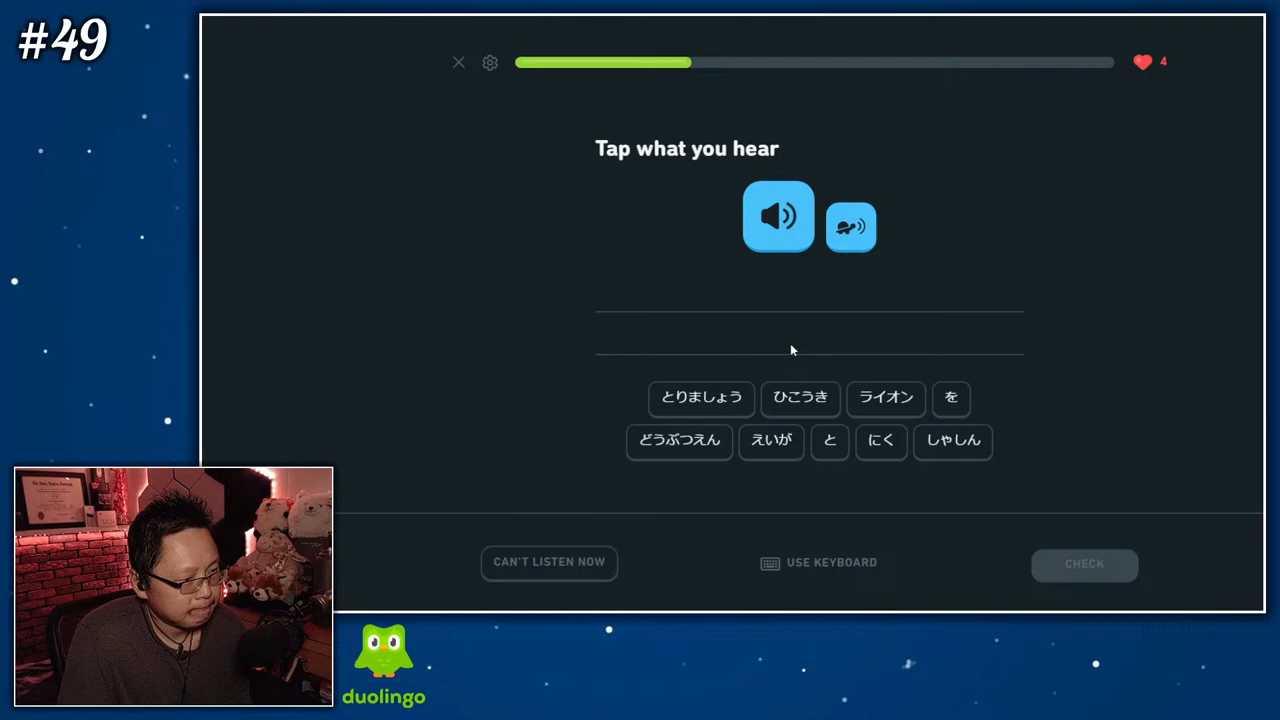 #49
4
Tap what you hear
とりましょう ひこうき ライオン を
どうぶつえん えいが と にく しゃしん
CAN'T LISTEN NOW
USE KEYBOARD
CHECK
duolingo